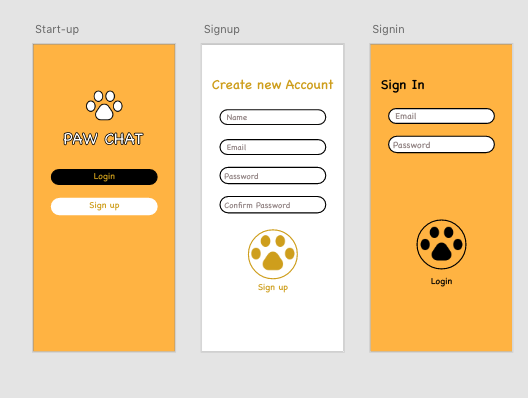 Start-up
PAW CHAT
Login
Sign up
Signup
Create new Account
Name
Email
Password
Confirm Password
Sign up
Signin
Sign In
Email
Password
Login